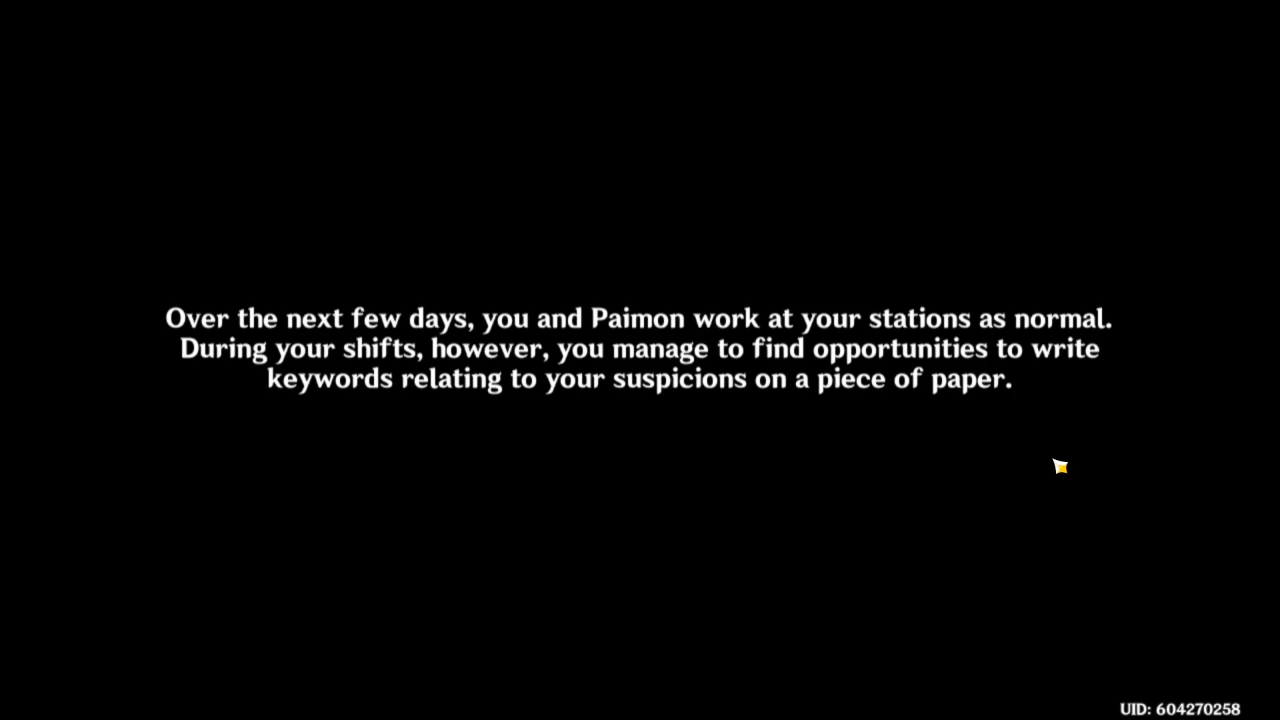 Over the next few days, you and Paimon work at your stations as normal.
During your shifts, however, you manage to find opportunities to write
keywords relating to your suspicions on a piece of paper.
UID: 604270258